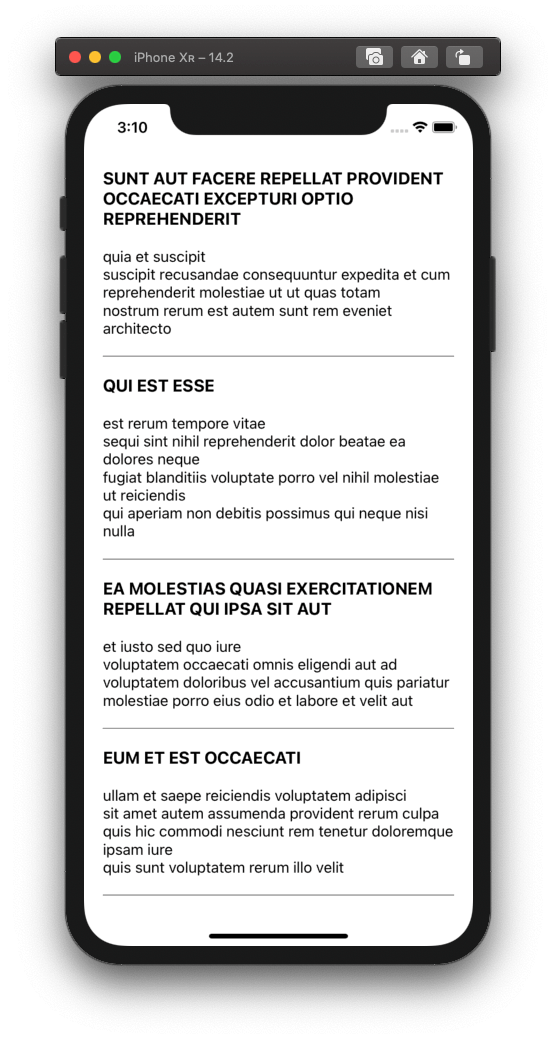 iPhone Xʀ – 14.2
3:10
SUNT AUT FACERE REPELLAT PROVIDENT
OCCAECATI EXCEPTURI OPTIO
REPREHENDERIT
quia et suscipit
suscipit recusandae consequuntur expedita et cum
reprehenderit molestiae ut ut quas totam
nostrum rerum est autem sunt rem eveniet
architecto
QUI EST ESSE
est rerum tempore vitae
sequi sint nihil reprehenderit dolor beatae ea
dolores neque
fugiat blanditiis voluptate porro vel nihil molestiae
ut reiciendis
qui aperiam non debitis possimus qui neque nisi
nulla
EA MOLESTIAS QUASI EXERCITATIONEM
REPELLAT QUI IPSA SIT AUT
et iusto sed quo iure
voluptatem occaecati omnis eligendi aut ad
voluptatem doloribus vel accusantium quis pariatur
molestiae porro eius odio et labore et velit aut
EUM ET EST OCCAECATI
ullam et saepe reiciendis voluptatem adipisci
sit amet autem assumenda provident rerum culpa
quis hic commodi nesciunt rem tenetur doloremque
ipsam iure
quis sunt voluptatem rerum illo velit